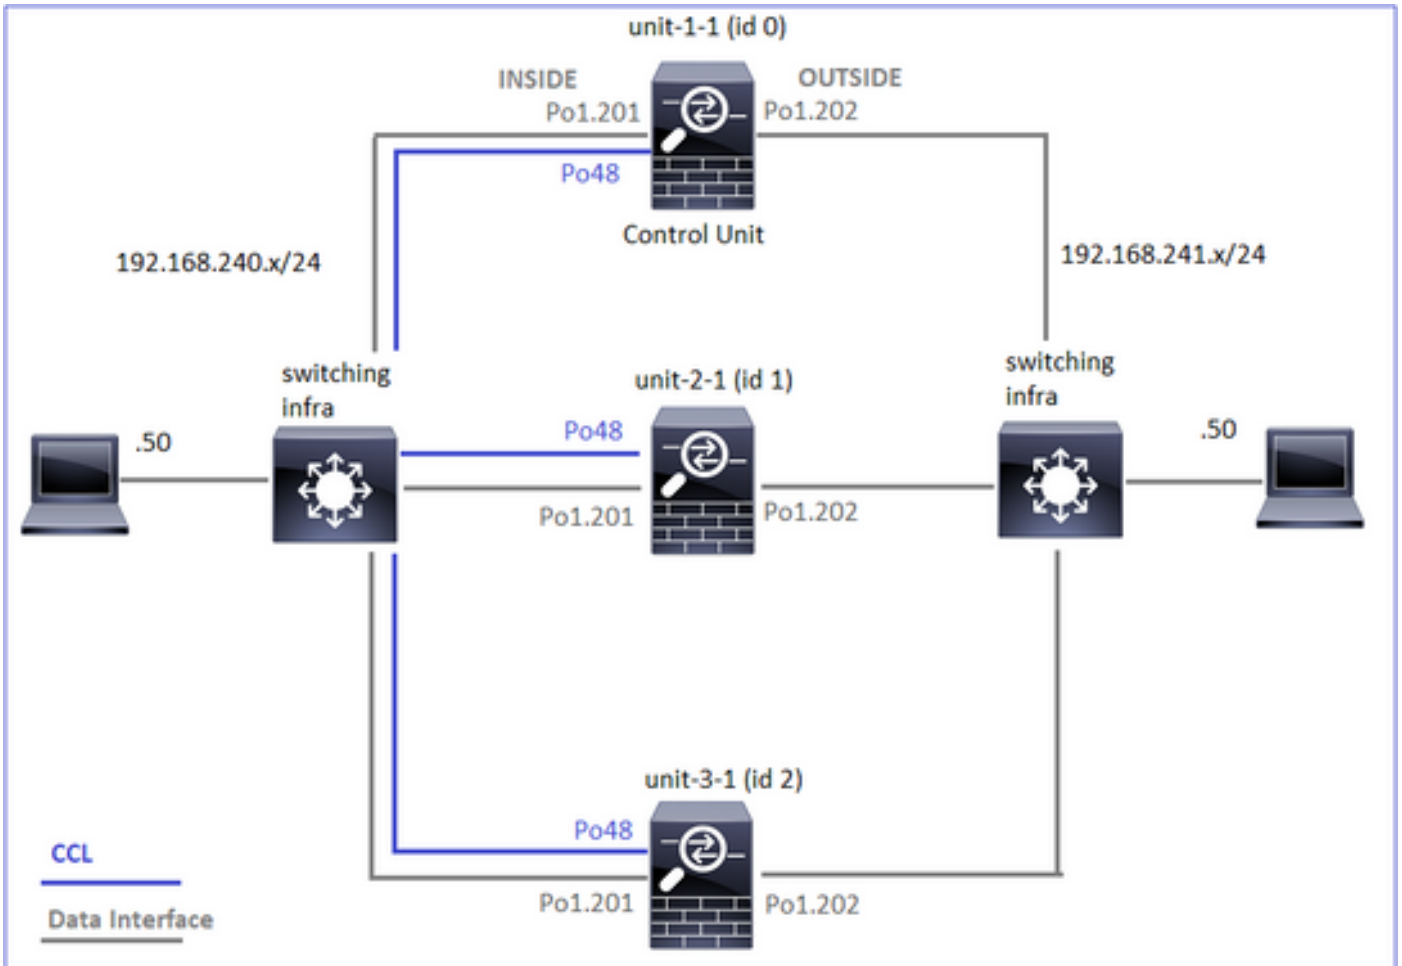 unit-1-1 (id 0)
INSIDE
OUTSIDE
Po1.201
Po1.202
Po48
Control Unit
192.168.240.x/24
192.168.241.x/24
switching
infra
switching
infra
unit-2-1 (id 1)
.50
Po48
.50
Po1.201
Po1.202
unit-3-1 (id 2)
Po48
CCL
Po1.201
Po1.202
Data Interface